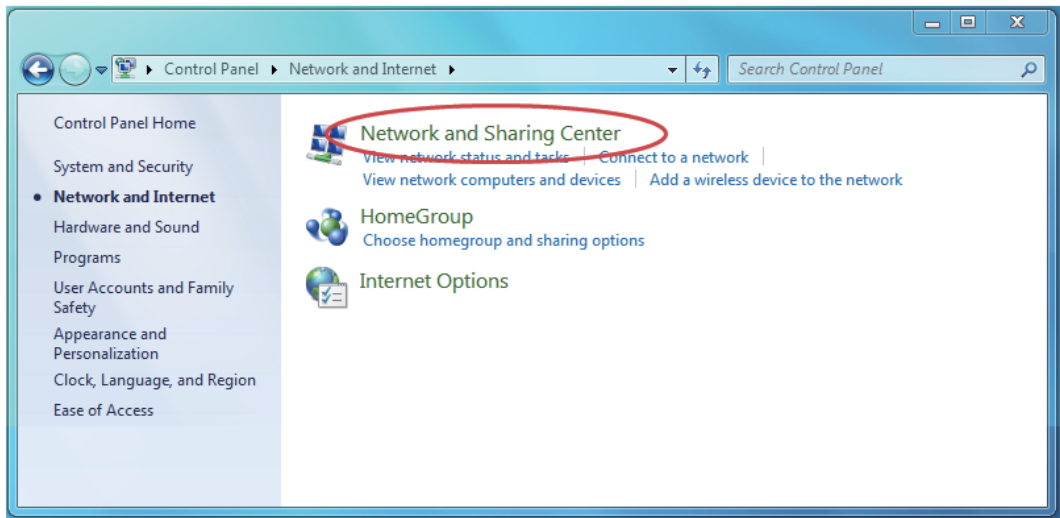 Control Panel Network and Internet
Search Control Panel
Control Panel Home
System and Security
Network and Internet
Hardware and Sound
Programs
User Accounts and Family
Safety
Appearance and
Personalization
Clock, Language, and Region
Ease of Access
Network and Sharing Center
View network status and tasks Connect to a network
View network computers and devices Add a wireless device to the network
HomeGroup
Choose homegroup and sharing options
Internet Options